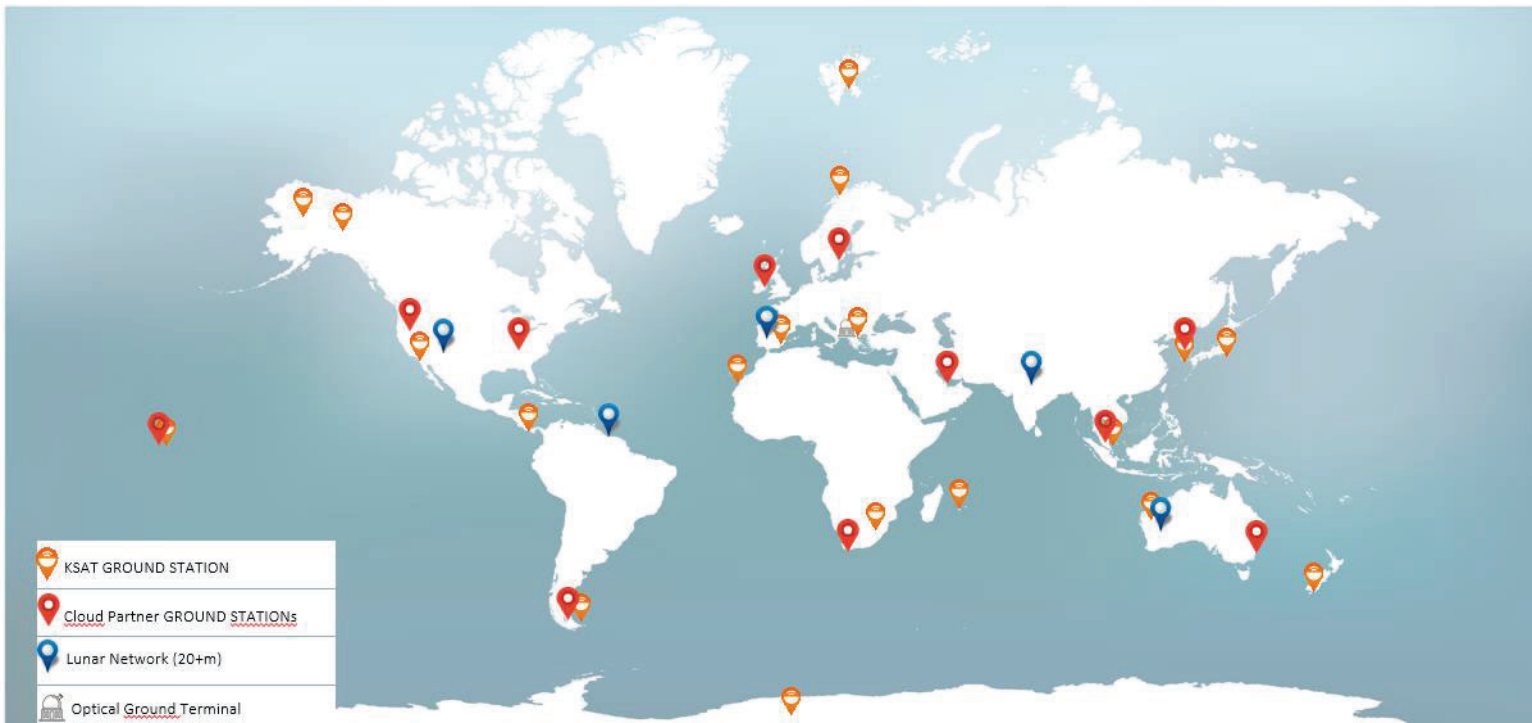 KSAT GROUND STATION
Cloud Partner GROUND STATIONs
Lunar Network (20+m)
Optical Ground Terminal